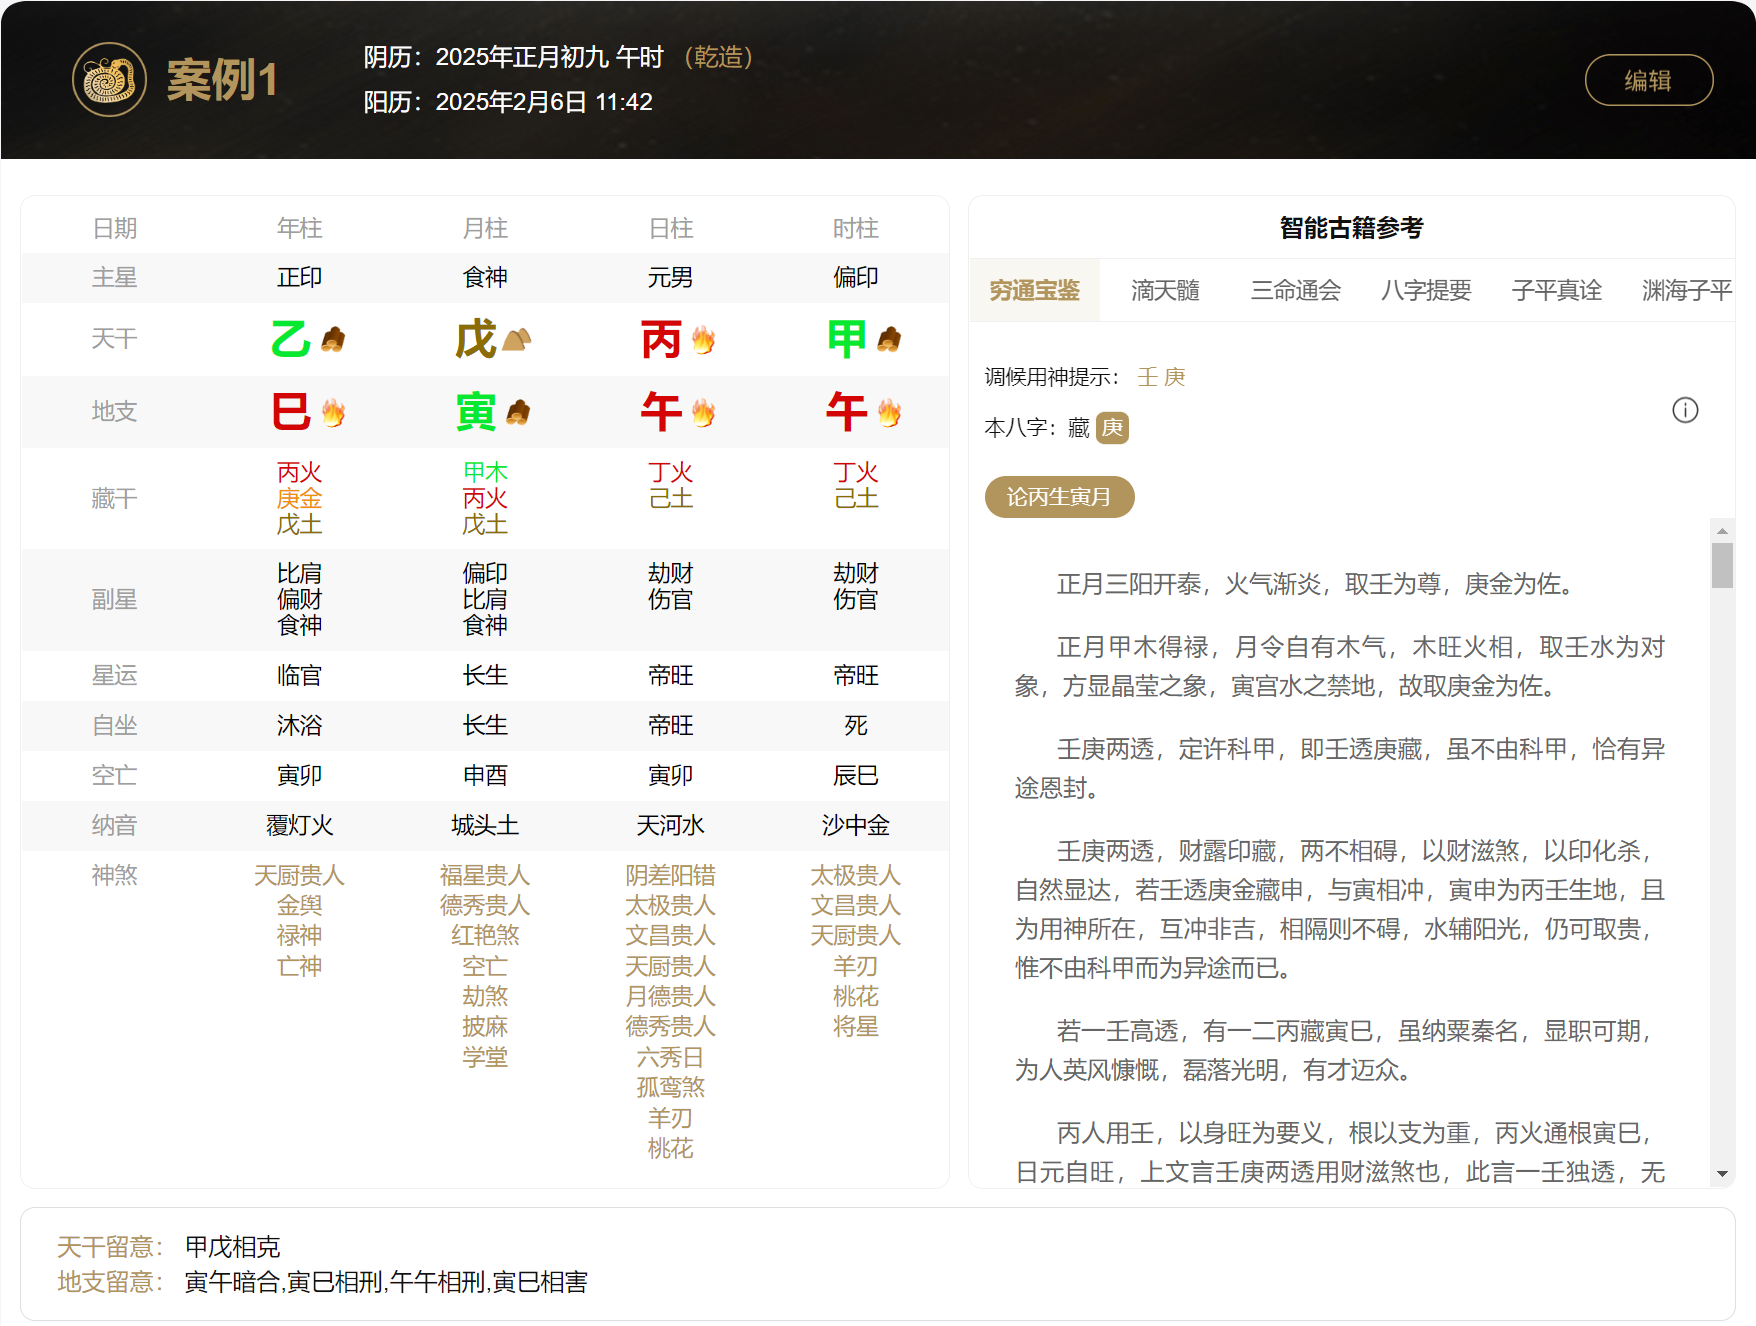 案例1
阴历：2025年正月初九 午时 （乾造）
阳历：2025年2月6日 11:42
编辑
日期 年柱 月柱 日柱 时柱
主星 正印 食神 元男 偏印
天干 乙 戊 丙 甲
地支 巳 寅 午 午
藏干 丙火 甲木 丁火 丁火
庚金 丙火 己土 己土
戊土 戊土
副星 比肩 偏印 劫财 劫财
偏财 比肩 伤官 伤官
食神 食神
星运 临官 长生 帝旺 帝旺
自坐 沐浴 长生 帝旺 死
空亡 寅卯 申酉 寅卯 辰巳
纳音 覆灯火 城头土 天河水 沙中金
神煞 天厨贵人 福星贵人 阴差阳错 太极贵人
金舆 德秀贵人 太极贵人 文昌贵人
禄神 红艳煞 文昌贵人 天厨贵人
亡神 空亡 天厨贵人 羊刃
劫煞 月德贵人 桃花
披麻 德秀贵人 将星
学堂 六秀日
孤鸾煞
羊刃
桃花
智能古籍参考
穷通宝鉴 滴天髓 三命通会 八字提要 子平真诠 渊海子平
调候用神提示： 壬 庚
本八字：藏 庚
论丙生寅月
正月三阳开泰，火气渐炎，取壬为尊，庚金为佐。
正月甲木得禄，月令自有木气，木旺火相，取壬水为对
象，方显晶莹之象，寅宫水之禁地，故取庚金为佐。
壬庚两透，定许科甲，即壬透庚藏，虽不由科甲，恰有异
途恩封。
壬庚两透，财露印藏，两不相碍，以财滋煞，以印化杀，
自然显达，若壬透庚金藏申，与寅相冲，寅申为丙壬生地，且
为用神所在，互冲非吉，相隔则不碍，水辅阳光，仍可取贵，
惟不由科甲而为异途而已。
若一壬高透，有一二丙藏寅巳，虽纳粟奏名，显职可期，
为人英风慷慨，磊落光明，有才迈众。
丙人用壬，以身旺为要义，根以支为重，丙火通根寅巳，
日元自旺，上文言壬庚两透用财滋煞也，此言一壬独透，无
天干留意： 甲戊相克
地支留意： 寅午暗合,寅巳相刑,午午相刑,寅巳相害